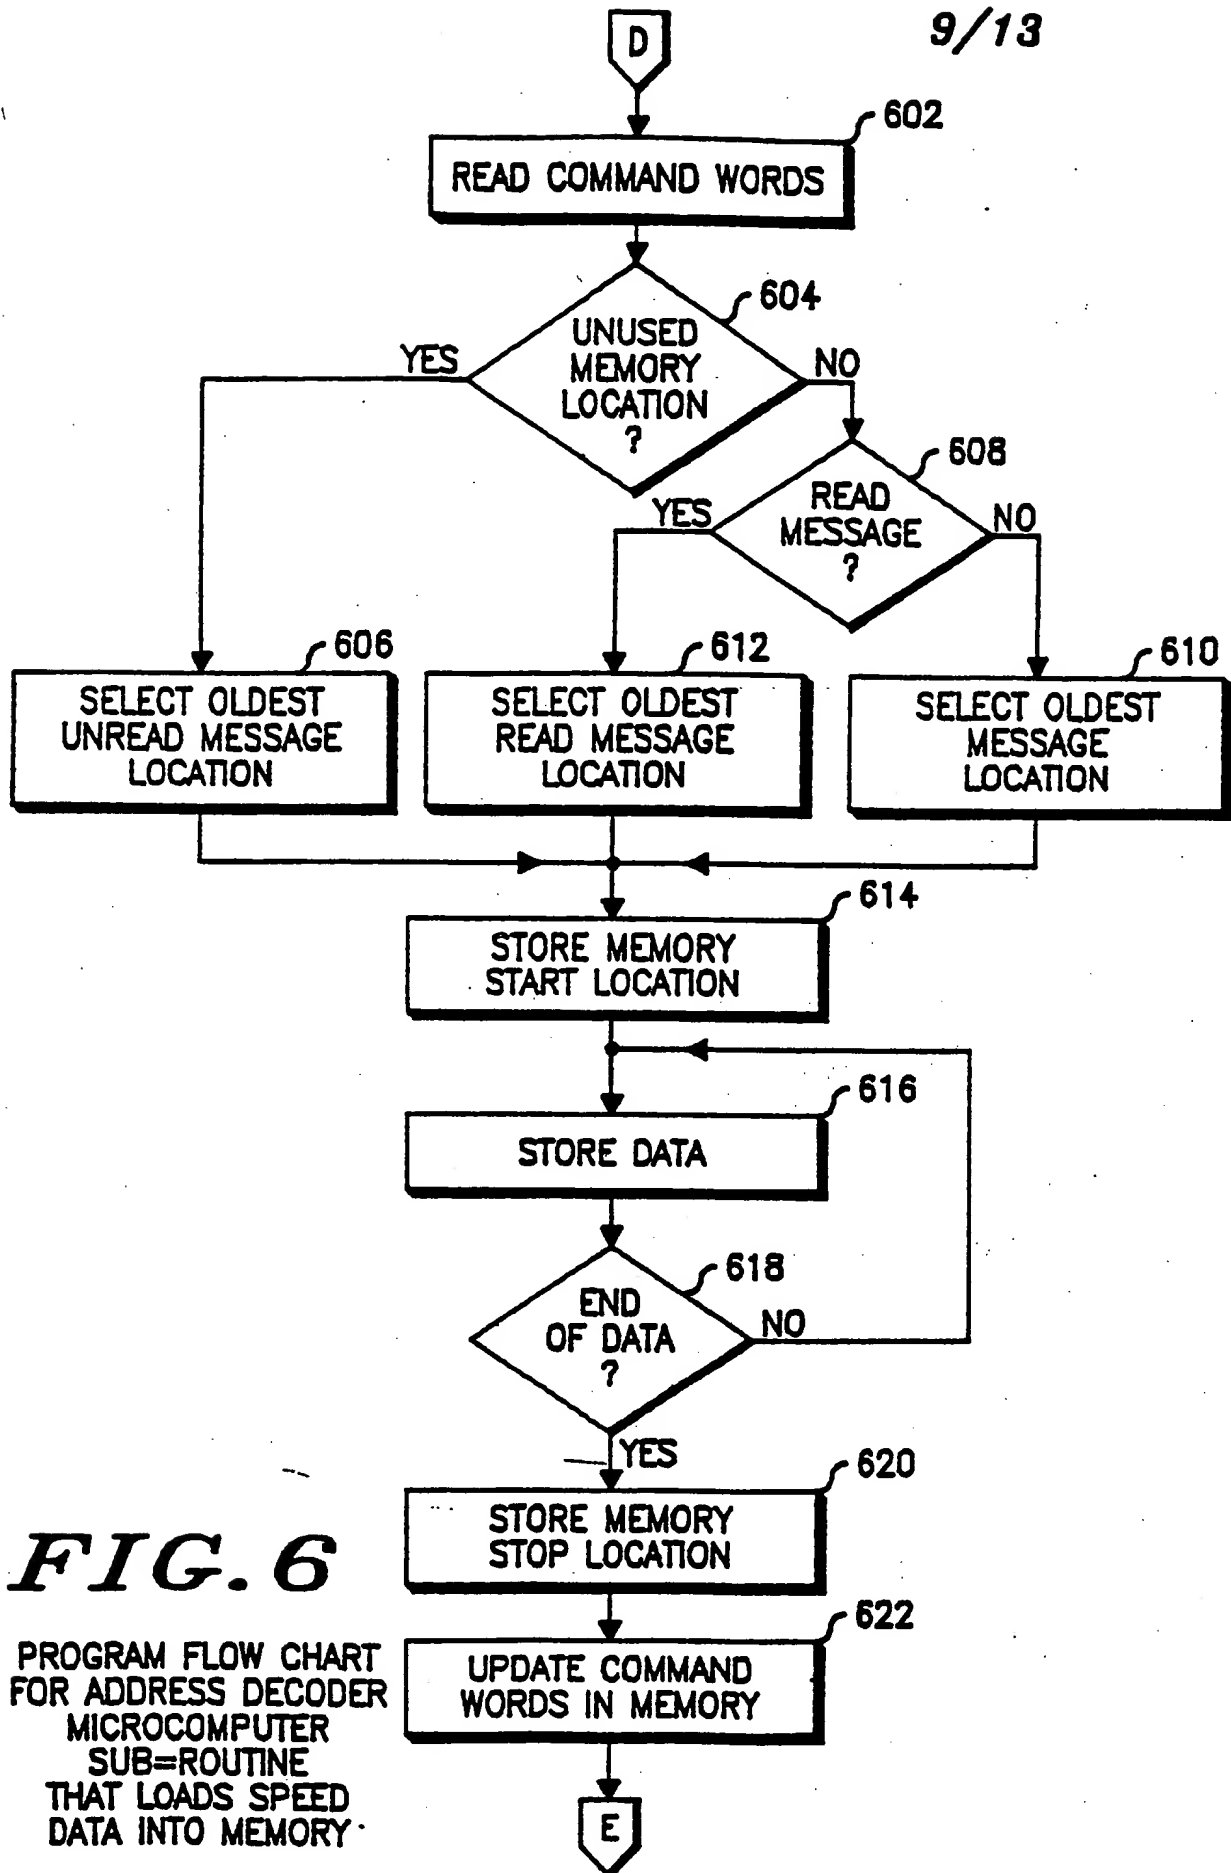 D
9/13
602
READ COMMAND WORDS
604
UNUSED
MEMORY
LOCATION
?
YES
NO
608
READ
MESSAGE
?
YES
NO
606
SELECT OLDEST
UNREAD MESSAGE
LOCATION
612
SELECT OLDEST
READ MESSAGE
LOCATION
610
SELECT OLDEST
MESSAGE
LOCATION
614
STORE MEMORY
START LOCATION
616
STORE DATA
618
END
OF DATA
?
NO
YES
620
STORE MEMORY
STOP LOCATION
622
UPDATE COMMAND
WORDS IN MEMORY
E
FIG. 6
PROGRAM FLOW CHART
FOR ADDRESS DECODER
MICROCOMPUTER
SUB=ROUTINE
THAT LOADS SPEED
DATA INTO MEMORY